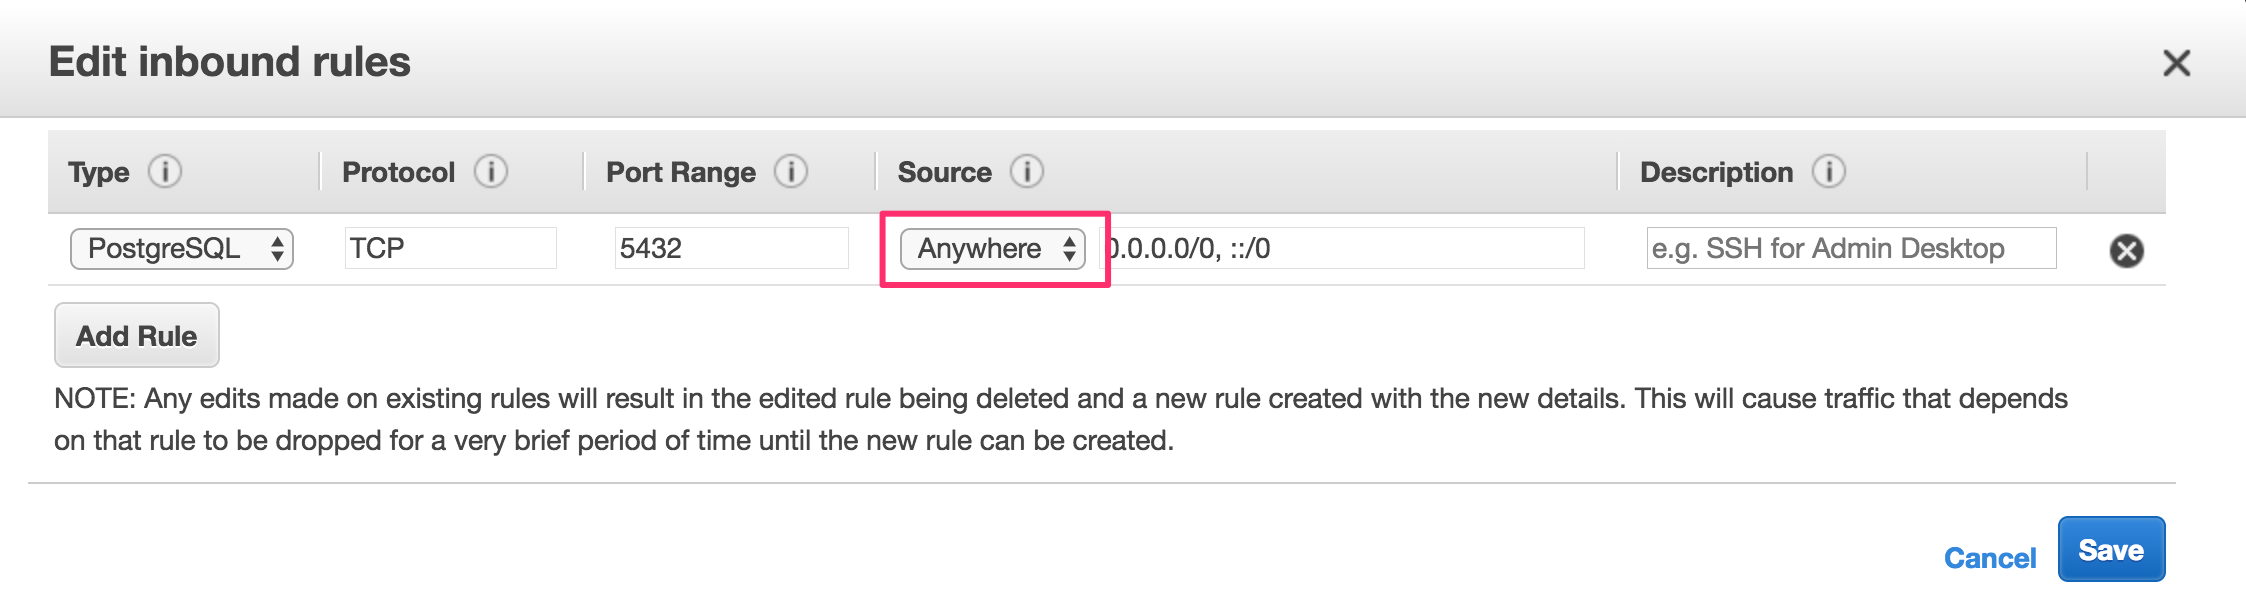 Edit inbound rules
Type Protocol Port Range Source Description
PostgreSQL TCP 5432 Anywhere 0.0.0.0/0, ::/0 e.g. SSH for Admin Desktop
Add Rule
NOTE: Any edits made on existing rules will result in the edited rule being deleted and a new rule created with the new details. This will cause traffic that depends
on that rule to be dropped for a very brief period of time until the new rule can be created.
Cancel Save